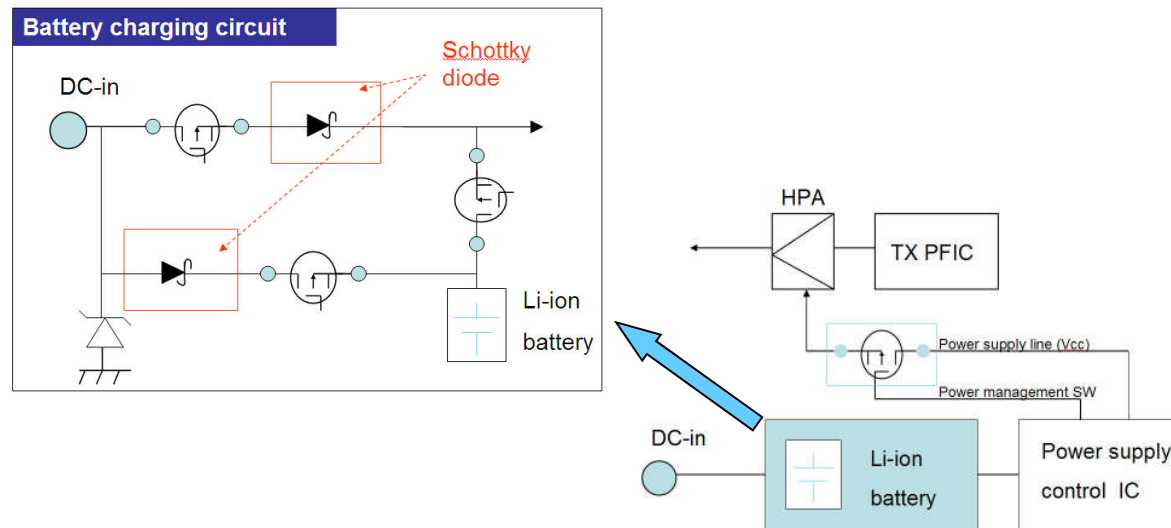 Battery charging circuit
Schottky
diode
DC-in
Li-ion
battery
HPA
TX PFIC
Power supply line (Vcc)
Power management SW
DC-in
Li-ion
battery
Power supply
control IC